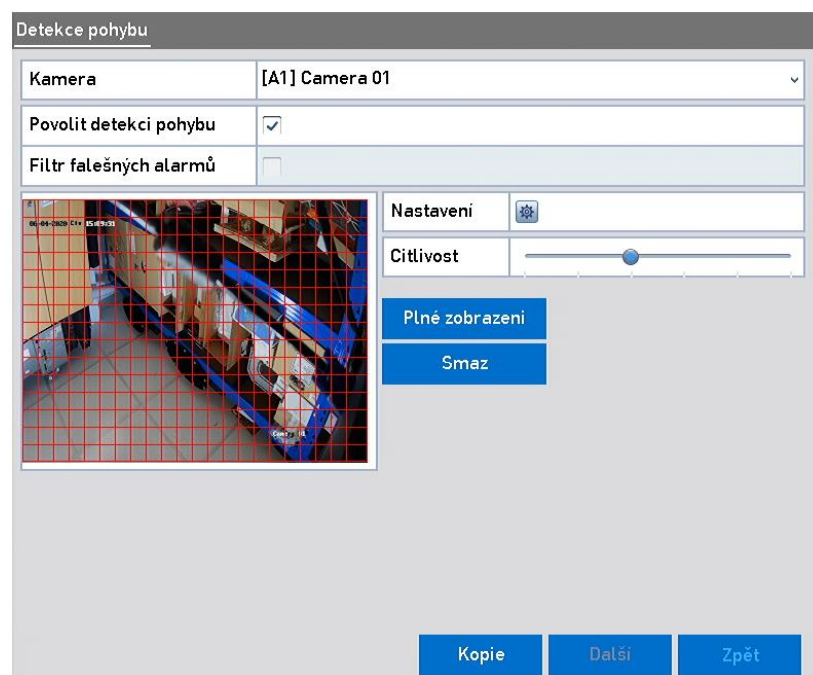 Detekce pohybu
Kamera [A1] Camera 01
Povolit detekci pohybu
Filtr falešných alarmů
Nastavení
Citlivost
Plné zobrazeni
Smaz
Kopie Další Zpět